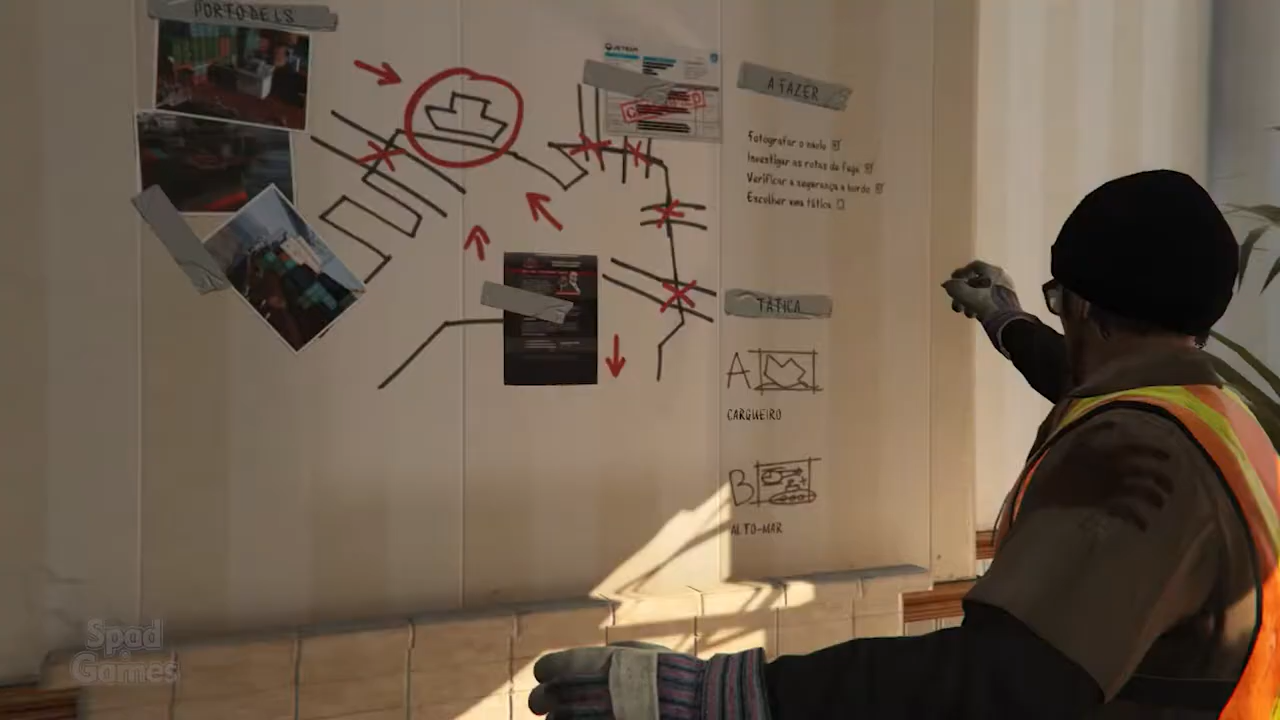 PORTO DE LS
A FAZER
Fotografar o navio
Investigar as rotas de fuga
Verificar a segurança a bordo
Escolher uma tática
TÁTICA
A
CARGUEIRO
B
ALTO-MAR
Spad
Games